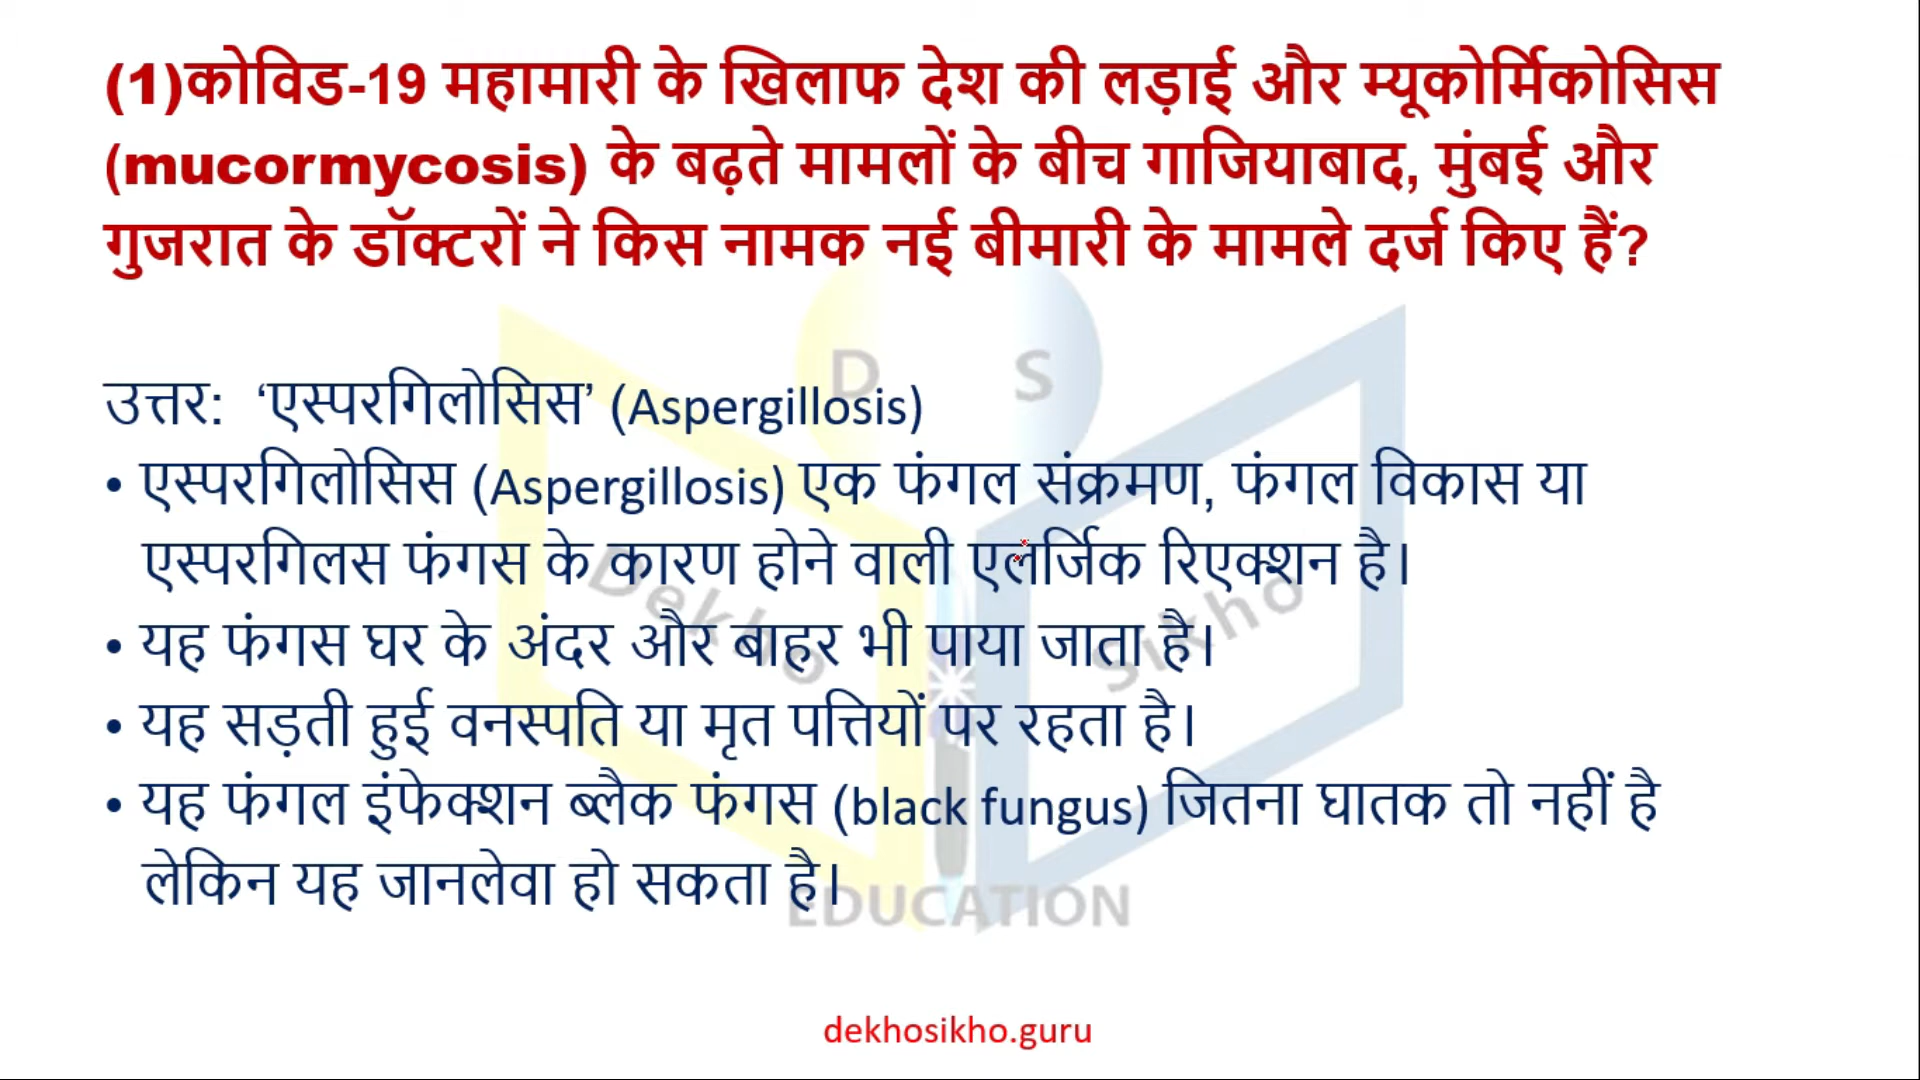 (1)कोविड-19 महामारी के खिलाफ देश की लड़ाई और म्यूकोर्मिकोसिस
(mucormycosis) के बढ़ते मामलों के बीच गाजियाबाद, मुंबई और
गुजरात के डॉक्टरों ने किस नामक नई बीमारी के मामले दर्ज किए हैं?
D S
उत्तर: ‘एस्परगिलोसिस’ (Aspergillosis)
• एस्परगिलोसिस (Aspergillosis) एक फंगल संक्रमण, फंगल विकास या
एस्परगिलस फंगस के कारण होने वाली एलर्जिक रिएक्शन है।
Dekho Sikho
• यह फंगस घर के अंदर और बाहर भी पाया जाता है।
• यह सड़ती हुई वनस्पति या मृत पत्तियों पर रहता है।
• यह फंगल इंफेक्शन ब्लैक फंगस (black fungus) जितना घातक तो नहीं है
लेकिन यह जानलेवा हो सकता है।
EDUCATION
dekhosikho.guru